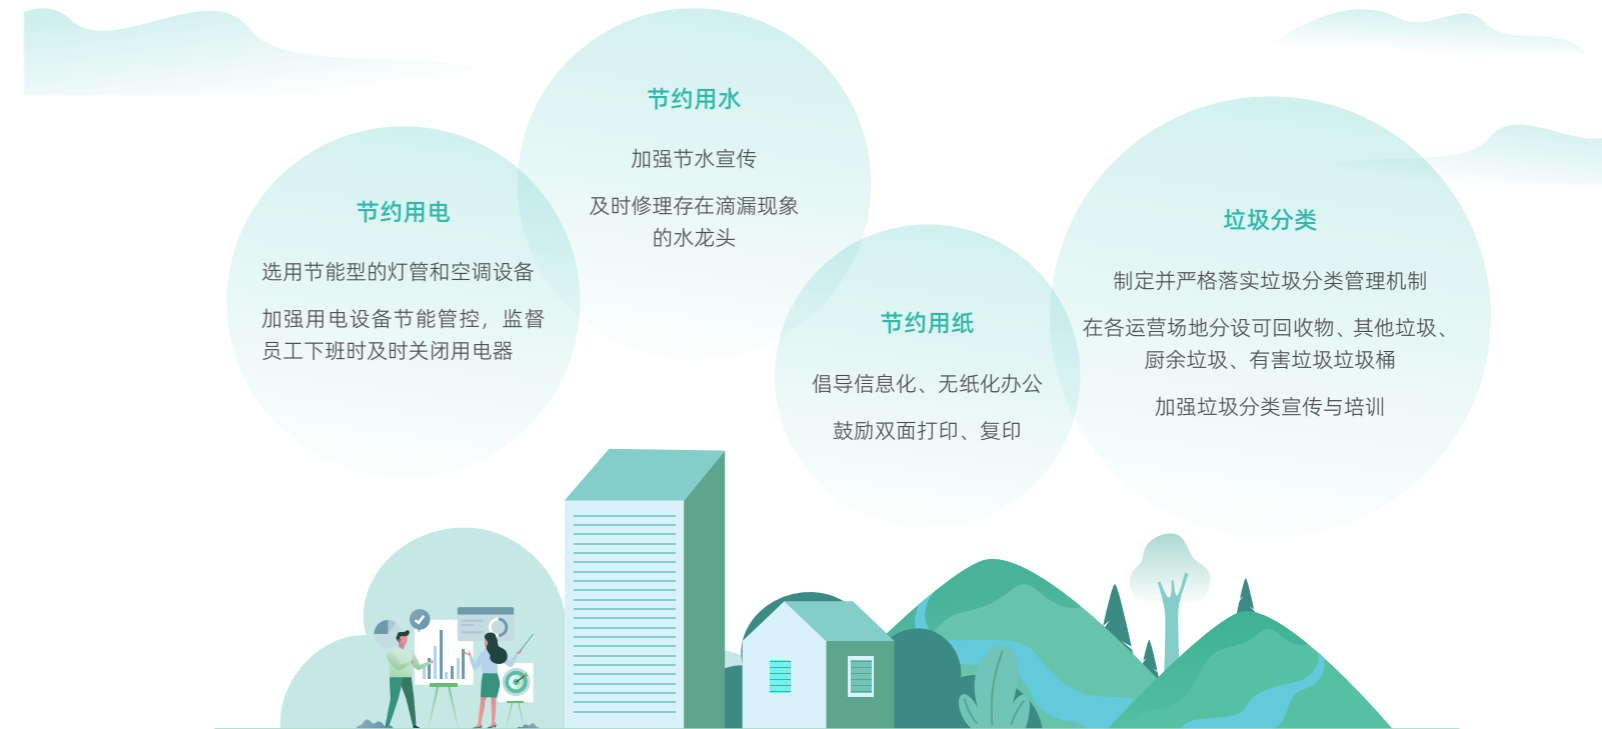 节约用电
选用节能型的灯管和空调设备
加强用电设备节能管控，监督
员工下班时及时关闭用电器
节约用水
加强节水宣传
及时修理存在滴漏现象
的水龙头
节约用纸
倡导信息化、无纸化办公
鼓励双面打印、复印
垃圾分类
制定并严格落实垃圾分类管理机制
在各运营场地分设可回收物、其他垃圾、
厨余垃圾、有害垃圾垃圾桶
加强垃圾分类宣传与培训